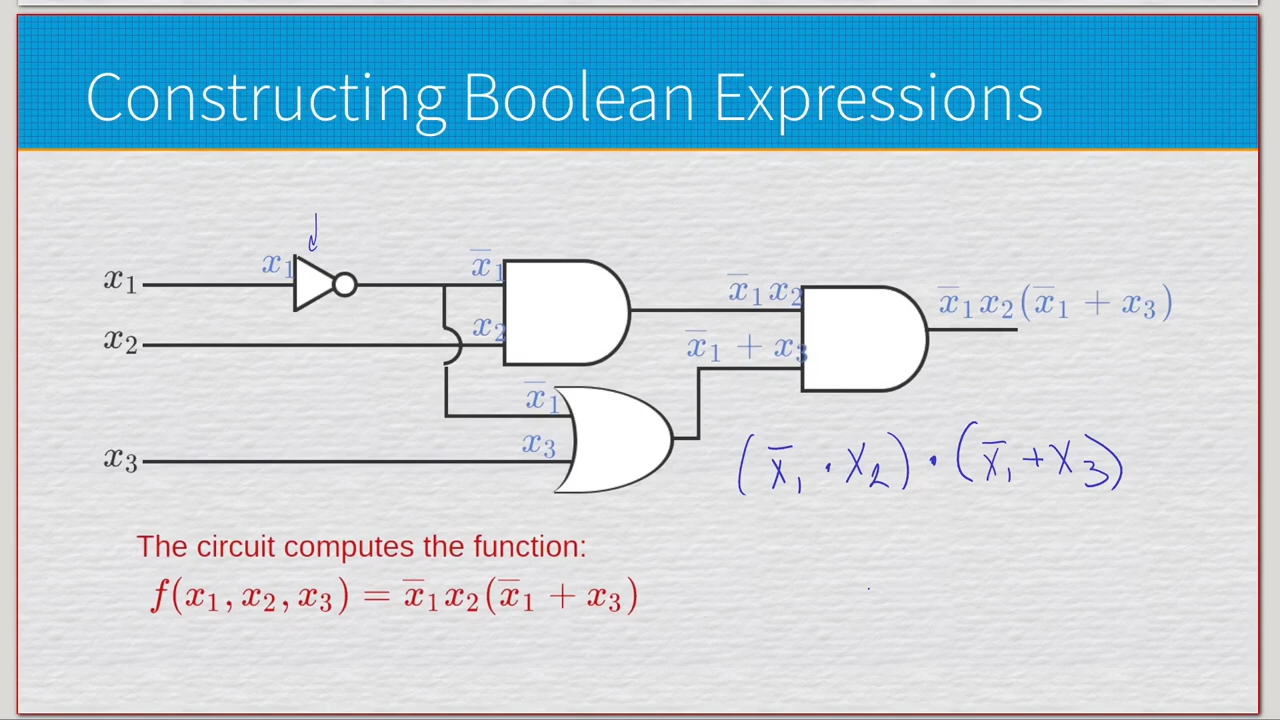 Constructing Boolean Expressions
x₁ x₁ x̅₁
x₂ x₂ x̅₁x₂ x̅₁x₂(x̅₁ + x₃)
x̅₁ + x₃
x̅₁
x₃ x₃
(x̅₁ · x₂) · (x̅₁ + x₃)
The circuit computes the function:
f(x₁, x₂, x₃) = x̅₁x₂(x̅₁ + x₃)